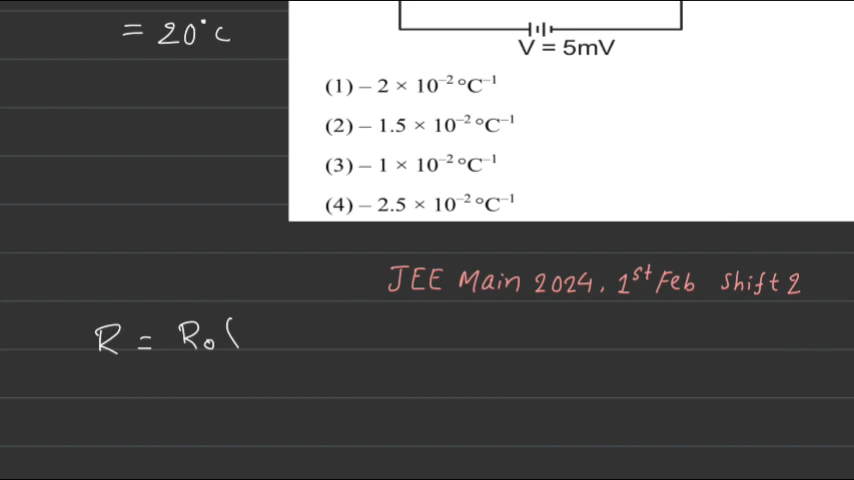 = 20°C
V = 5mV
(1) – 2 × 10⁻² °C⁻¹
(2) – 1.5 × 10⁻² °C⁻¹
(3) – 1 × 10⁻² °C⁻¹
(4) – 2.5 × 10⁻² °C⁻¹
JEE Main 2024, 1ˢᵗ Feb Shift 2
R = R₀(